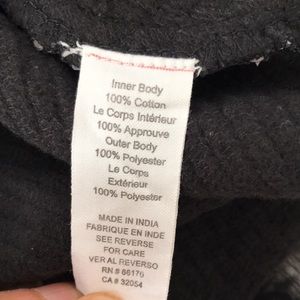 Inner Body
100% Cotton
Le Corps Intérieur
100% Approuve
Outer Body
100% Polyester
Le Corps
Extérieur
100% Polyester
MADE IN INDIA
FABRIQUE EN INDE
SEE REVERSE
FOR CARE
VER AL REVERSO
RN # 66170
CA # 32054